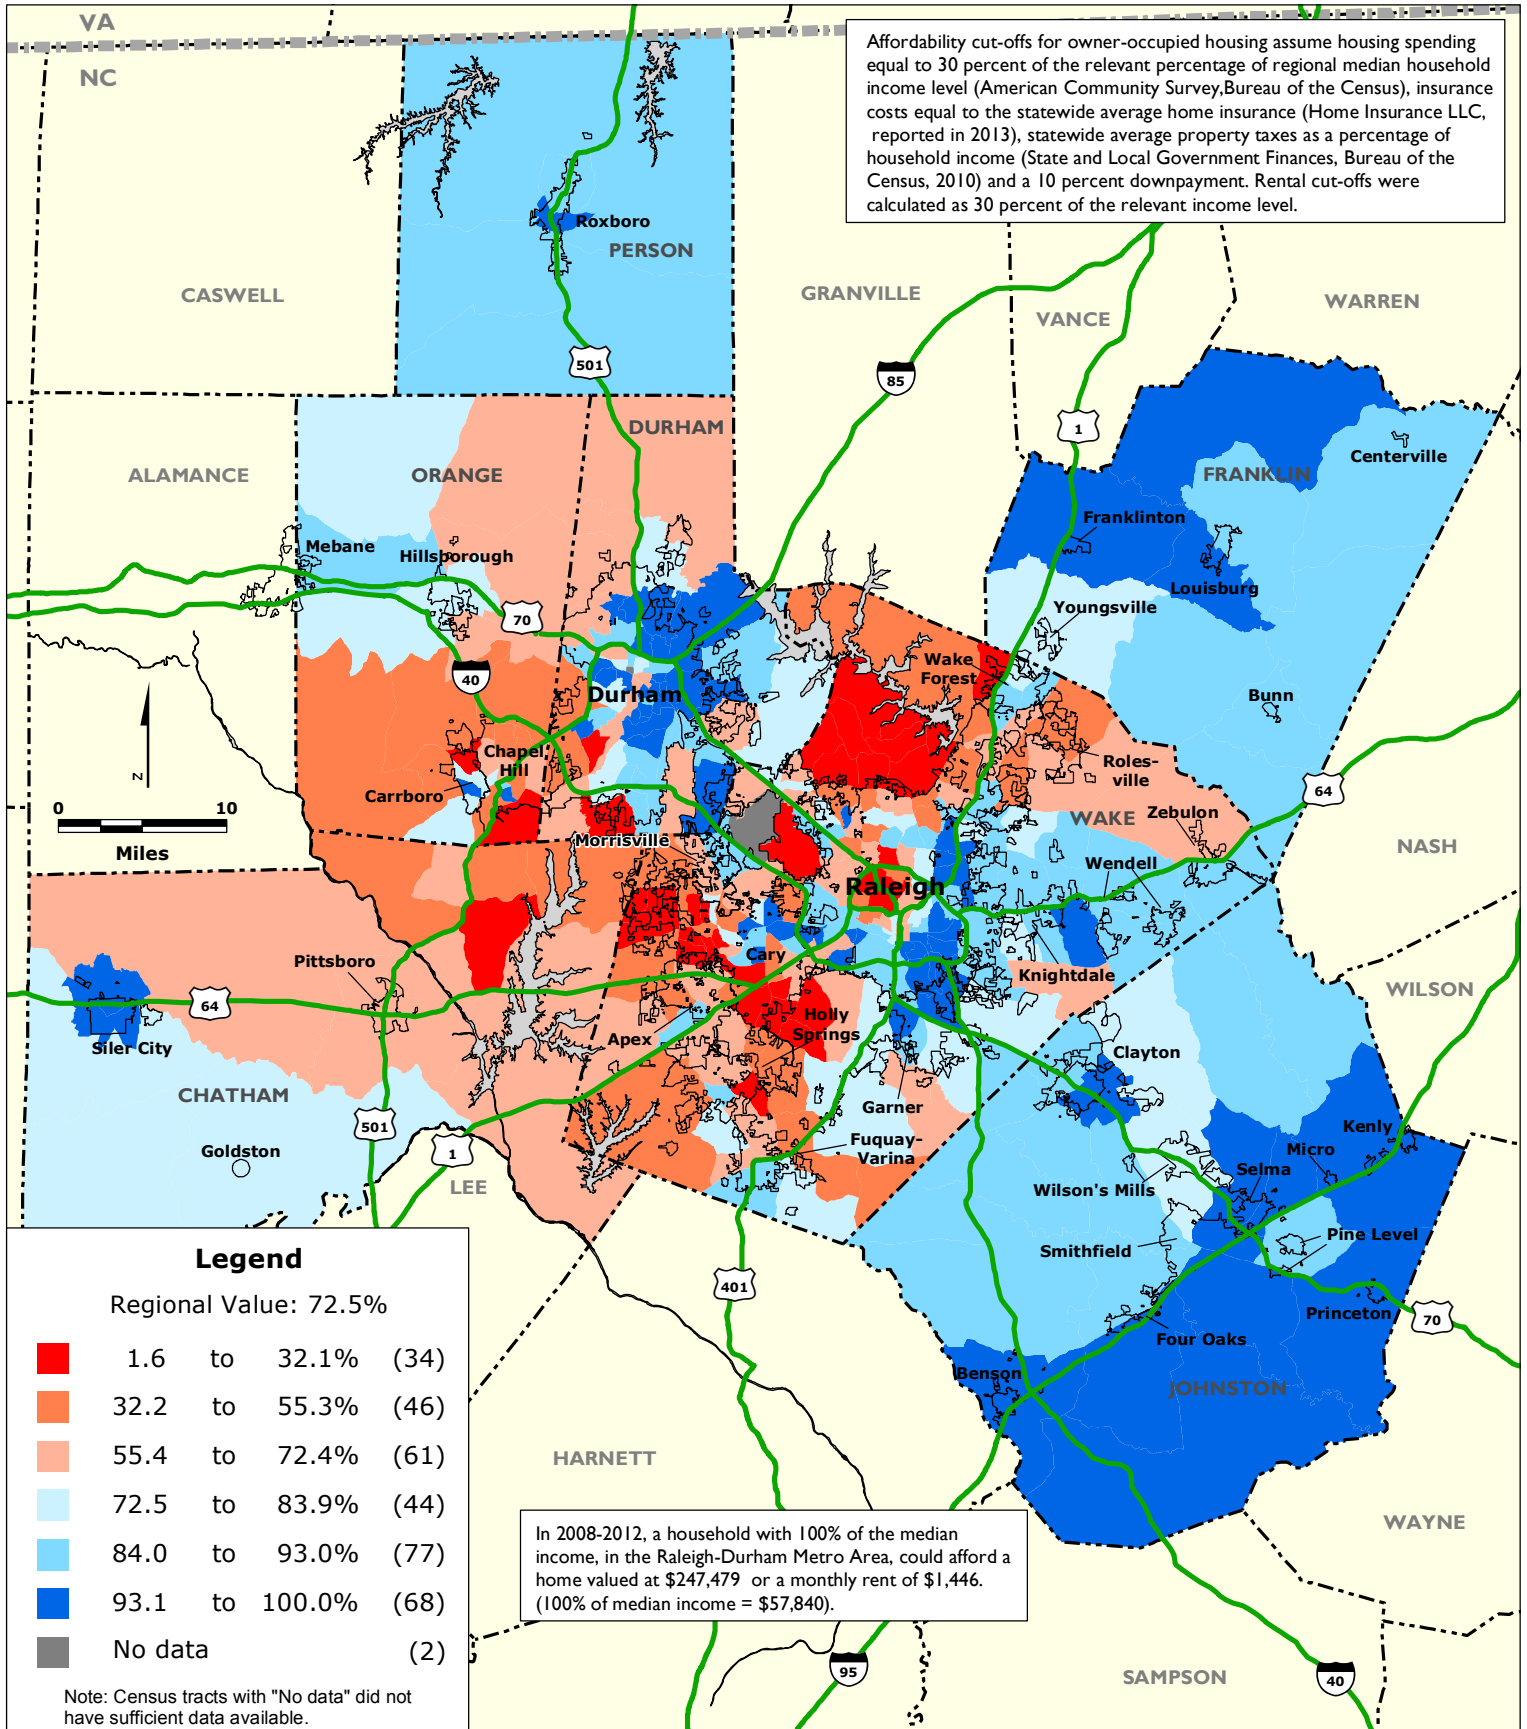 VA
NC
Affordability cut-offs for owner-occupied housing assume housing spending
equal to 30 percent of the relevant percentage of regional median household
income level (American Community Survey,Bureau of the Census), insurance
costs equal to the statewide average home insurance (Home Insurance LLC,
reported in 2013), statewide average property taxes as a percentage of
household income (State and Local Government Finances, Bureau of the
Census, 2010) and a 10 percent downpayment. Rental cut-offs were
calculated as 30 percent of the relevant income level.
Roxboro
PERSON
CASWELL
GRANVILLE
VANCE
WARREN
501
85
1
DURHAM
ALAMANCE
ORANGE
FRANKLIN
Centerville
Franklinton
Mebane
Hillsborough
Louisburg
Youngsville
70
40
Wake
Forest
Durham
Bunn
N
Chapel
Hill
Carrboro
Roles-
ville
64
0
10
Miles
WAKE
Zebulon
Morrisville
NASH
Wendell
Raleigh
Pittsboro
Cary
Knightdale
64
WILSON
Holly
Springs
Siler City
Apex
Clayton
CHATHAM
Garner
501
Kenly
Fuquay-
Varina
Micro
Goldston
1
Selma
LEE
Wilson's Mills
Pine Level
Smithfield
401
Princeton
70
Four Oaks
Benson
JOHNSTON
HARNETT
WAYNE
Legend
Regional Value: 72.5%
1.6 to 32.1% (34)
32.2 to 55.3% (46)
55.4 to 72.4% (61)
72.5 to 83.9% (44)
84.0 to 93.0% (77)
93.1 to 100.0% (68)
No data (2)
Note: Census tracts with "No data" did not
have sufficient data available.
In 2008-2012, a household with 100% of the median
income, in the Raleigh-Durham Metro Area, could afford a
home valued at $247,479 or a monthly rent of $1,446.
(100% of median income = $57,840).
95
SAMPSON
40